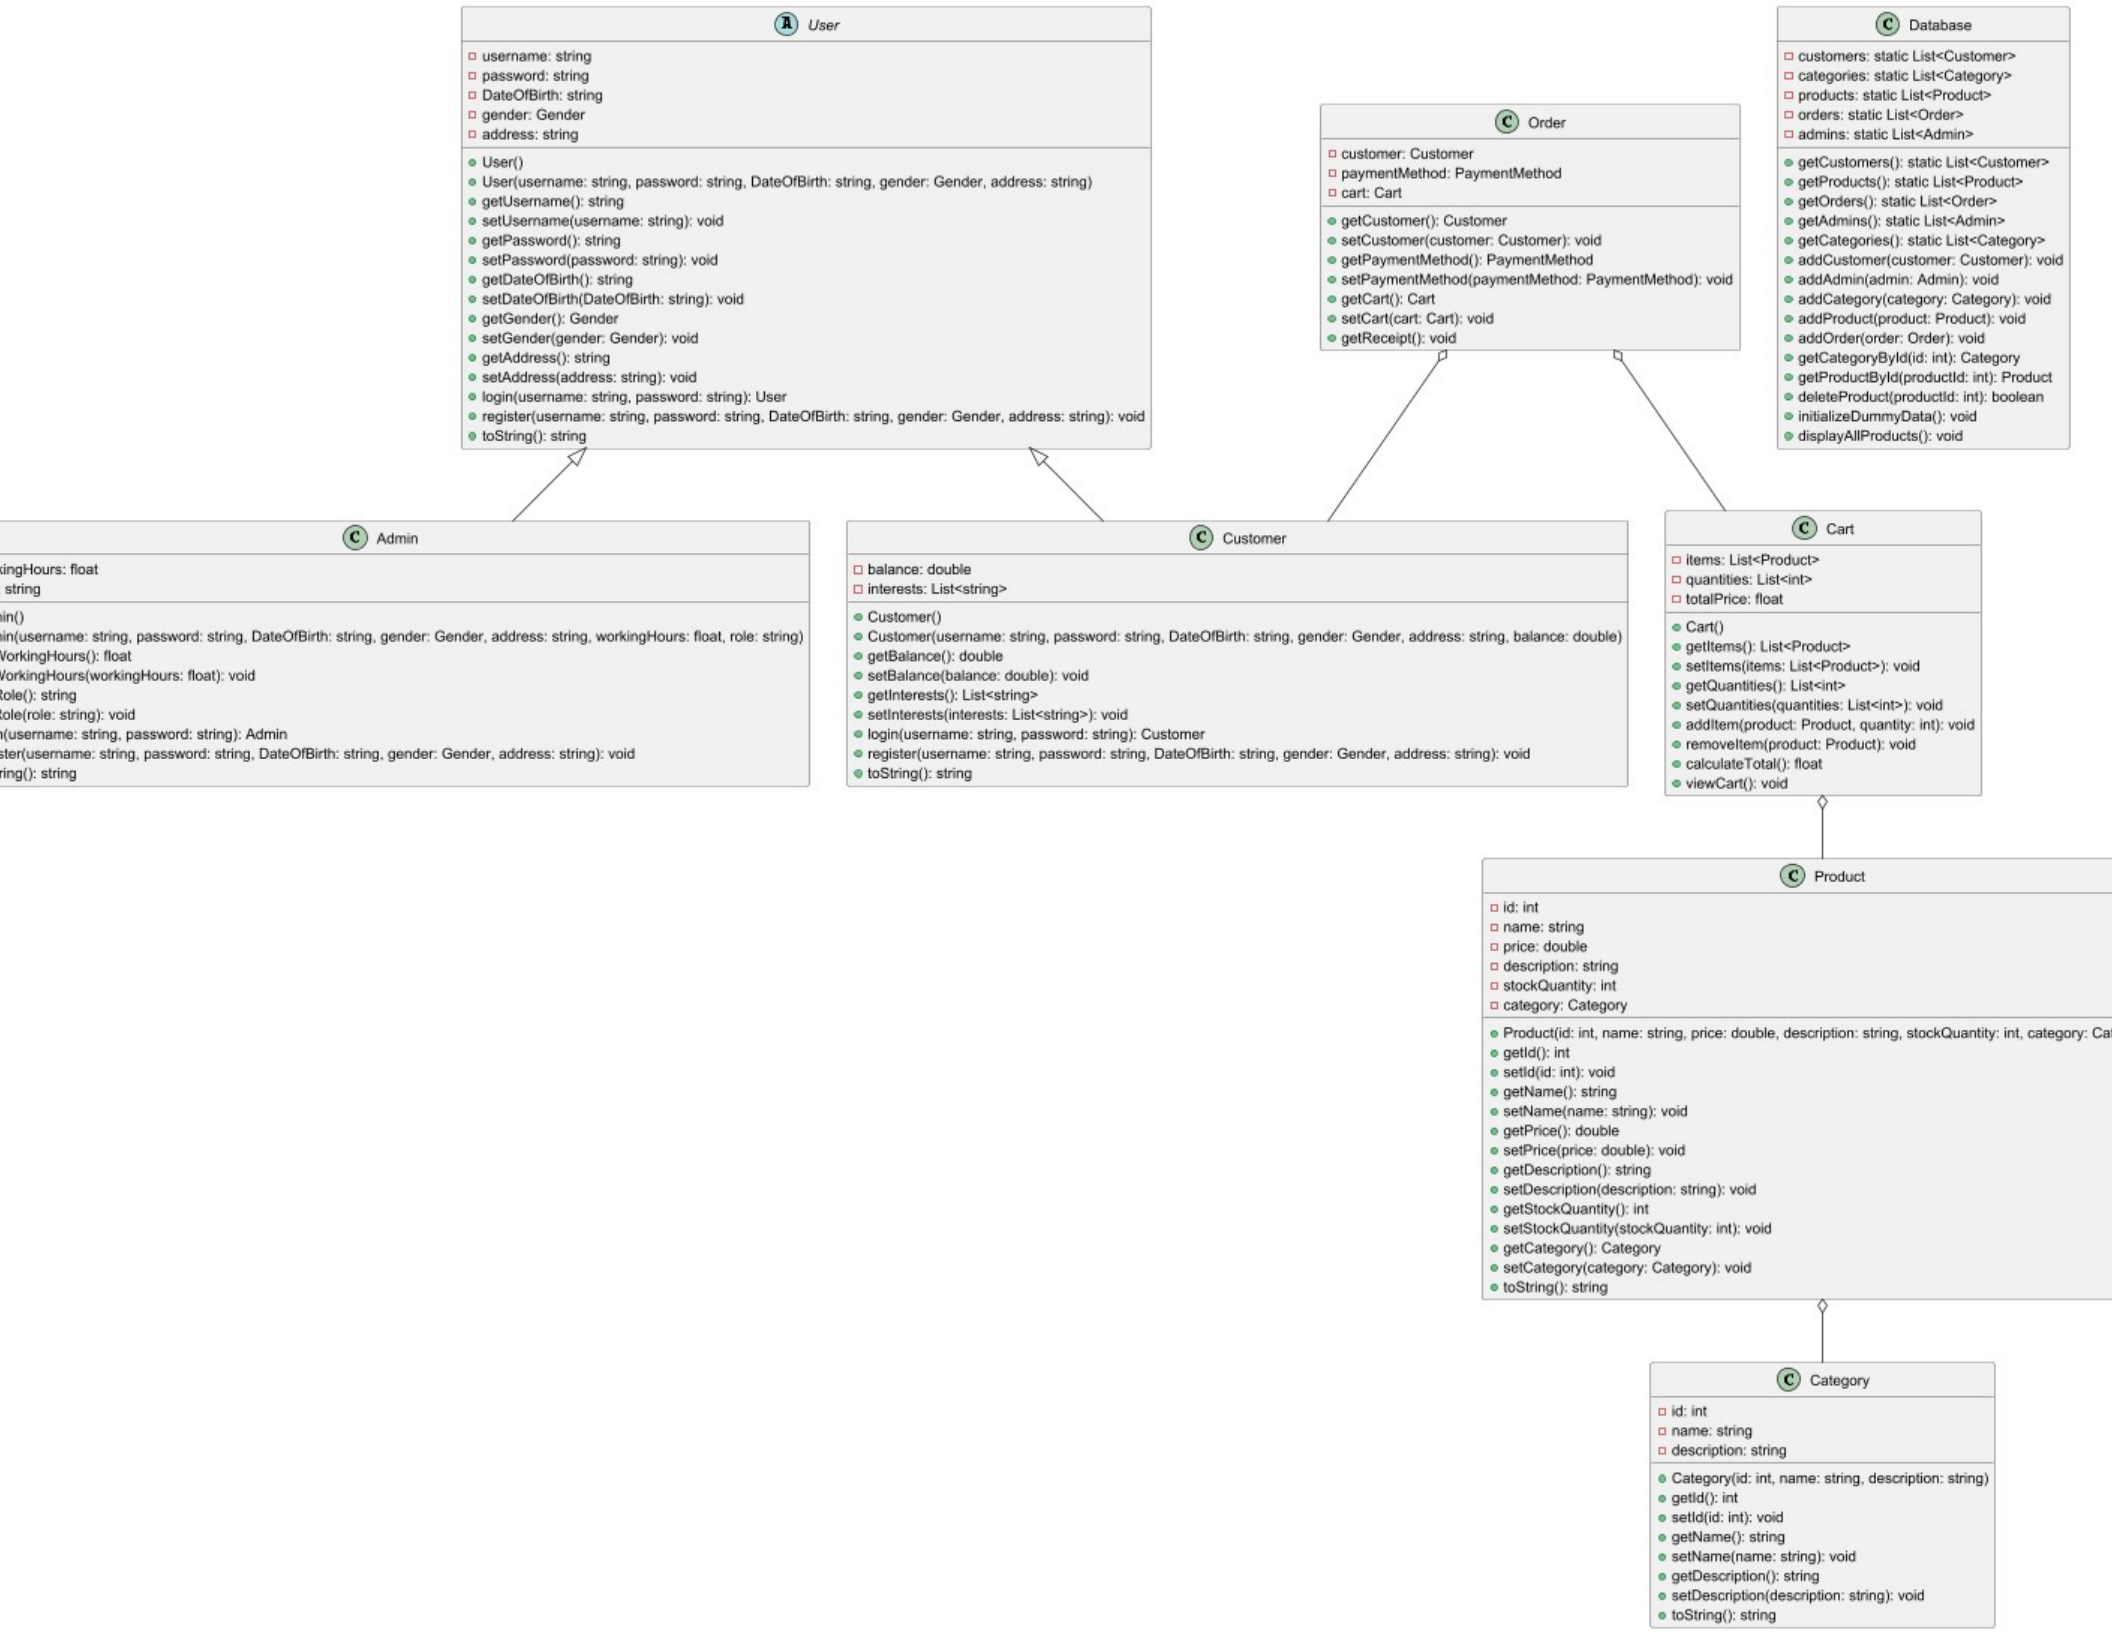 A User
username: string
password: string
DateOfBirth: string
gender: Gender
address: string
User()
User(username: string, password: string, DateOfBirth: string, gender: Gender, address: string)
getUsername(): string
setUsername(username: string): void
getPassword(): string
setPassword(password: string): void
getDateOfBirth(): string
setDateOfBirth(DateOfBirth: string): void
getGender(): Gender
setGender(gender: Gender): void
getAddress(): string
setAddress(address: string): void
login(username: string, password: string): User
register(username: string, password: string, DateOfBirth: string, gender: Gender, address: string): void
toString(): string
C Order
customer: Customer
paymentMethod: PaymentMethod
cart: Cart
getCustomer(): Customer
setCustomer(customer: Customer): void
getPaymentMethod(): PaymentMethod
setPaymentMethod(paymentMethod: PaymentMethod): void
getCart(): Cart
setCart(cart: Cart): void
getReceipt(): void
C Database
customers: static List<Customer>
categories: static List<Category>
products: static List<Product>
orders: static List<Order>
admins: static List<Admin>
getCustomers(): static List<Customer>
getProducts(): static List<Product>
getOrders(): static List<Order>
getAdmins(): static List<Admin>
getCategories(): static List<Category>
addCustomer(customer: Customer): void
addAdmin(admin: Admin): void
addCategory(category: Category): void
addProduct(product: Product): void
addOrder(order: Order): void
getCategoryById(id: int): Category
getProductById(productId: int): Product
deleteProduct(productId: int): boolean
initializeDummyData(): void
displayAllProducts(): void
C Admin
kingHours: float
: string
in()
in(username: string, password: string, DateOfBirth: string, gender: Gender, address: string, workingHours: float, role: string)
WorkingHours(): float
WorkingHours(workingHours: float): void
Role(): string
Role(role: string): void
n(username: string, password: string): Admin
ster(username: string, password: string, DateOfBirth: string, gender: Gender, address: string): void
ring(): string
C Customer
balance: double
interests: List<string>
Customer()
Customer(username: string, password: string, DateOfBirth: string, gender: Gender, address: string, balance: double)
getBalance(): double
setBalance(balance: double): void
getInterests(): List<string>
setInterests(interests: List<string>): void
login(username: string, password: string): Customer
register(username: string, password: string, DateOfBirth: string, gender: Gender, address: string): void
toString(): string
C Cart
items: List<Product>
quantities: List<int>
totalPrice: float
Cart()
getItems(): List<Product>
setItems(items: List<Product>): void
getQuantities(): List<int>
setQuantities(quantities: List<int>): void
addItem(product: Product, quantity: int): void
removeItem(product: Product): void
calculateTotal(): float
viewCart(): void
C Product
id: int
name: string
price: double
description: string
stockQuantity: int
category: Category
Product(id: int, name: string, price: double, description: string, stockQuantity: int, category: Cat
getId(): int
setId(id: int): void
getName(): string
setName(name: string): void
getPrice(): double
setPrice(price: double): void
getDescription(): string
setDescription(description: string): void
getStockQuantity(): int
setStockQuantity(stockQuantity: int): void
getCategory(): Category
setCategory(category: Category): void
toString(): string
C Category
id: int
name: string
description: string
Category(id: int, name: string, description: string)
getId(): int
setId(id: int): void
getName(): string
setName(name: string): void
getDescription(): string
setDescription(description: string): void
toString(): string